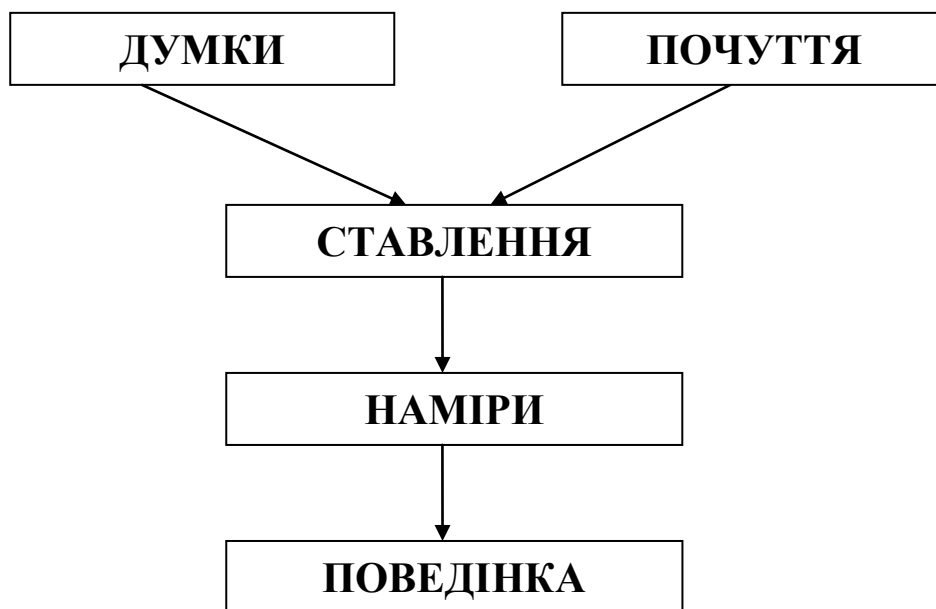 ДУМКИ
ПОЧУТТЯ
СТАВЛЕННЯ
НАМІРИ
ПОВЕДІНКА